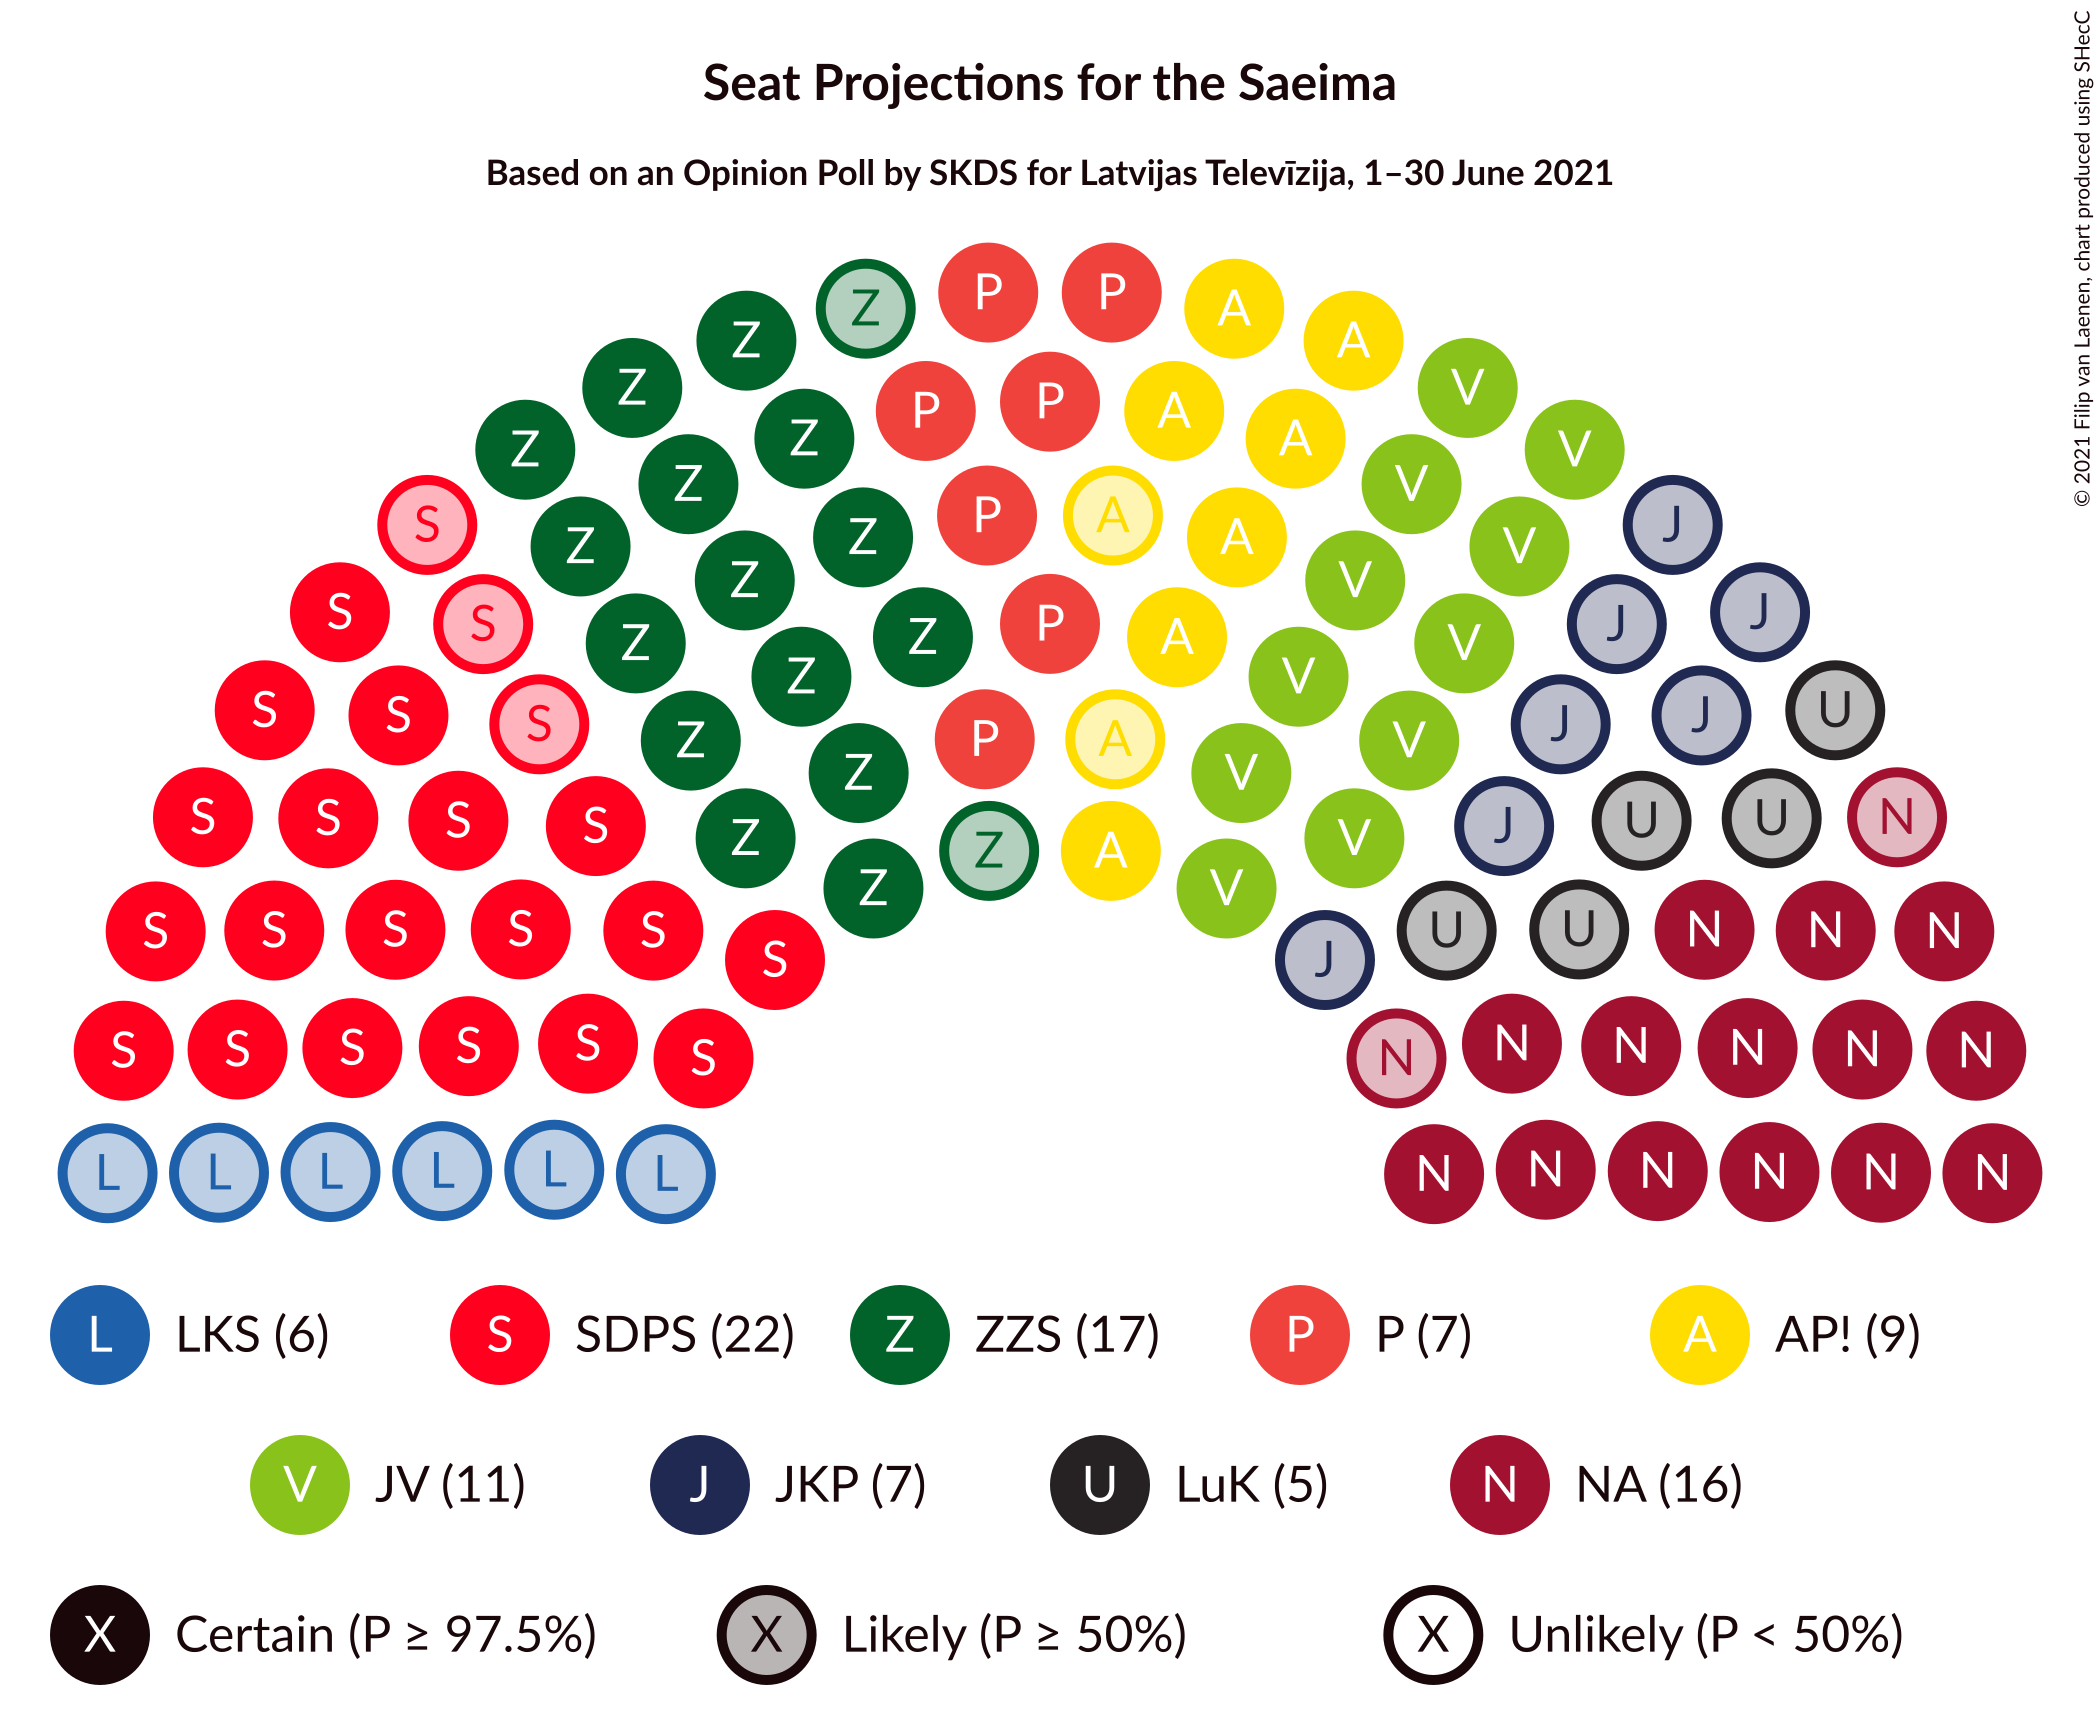 Seat Projections for the Saeima
Based on an Opinion Poll by SKDS for Latvijas Televīzija, 1–30 June 2021
© 2021 Filip van Laenen, chart produced using SHecC
Z P P A A
Z Z P P A A V
Z Z Z P A A V V
S Z Z Z P A V V J
S S Z Z Z P A V V J J
S S S Z Z P A V V J J U
S S S S Z Z Z A V V J U U N
S S S S S S Z V J U U N N N
S S S S S S N N N N N N
L L L L L L N N N N N N
L LKS (6) S SDPS (22) Z ZZS (17) P P (7) A AP! (9)
V JV (11) J JKP (7) U LuK (5) N NA (16)
X Certain (P ≥ 97.5%) X Likely (P ≥ 50%) X Unlikely (P < 50%)